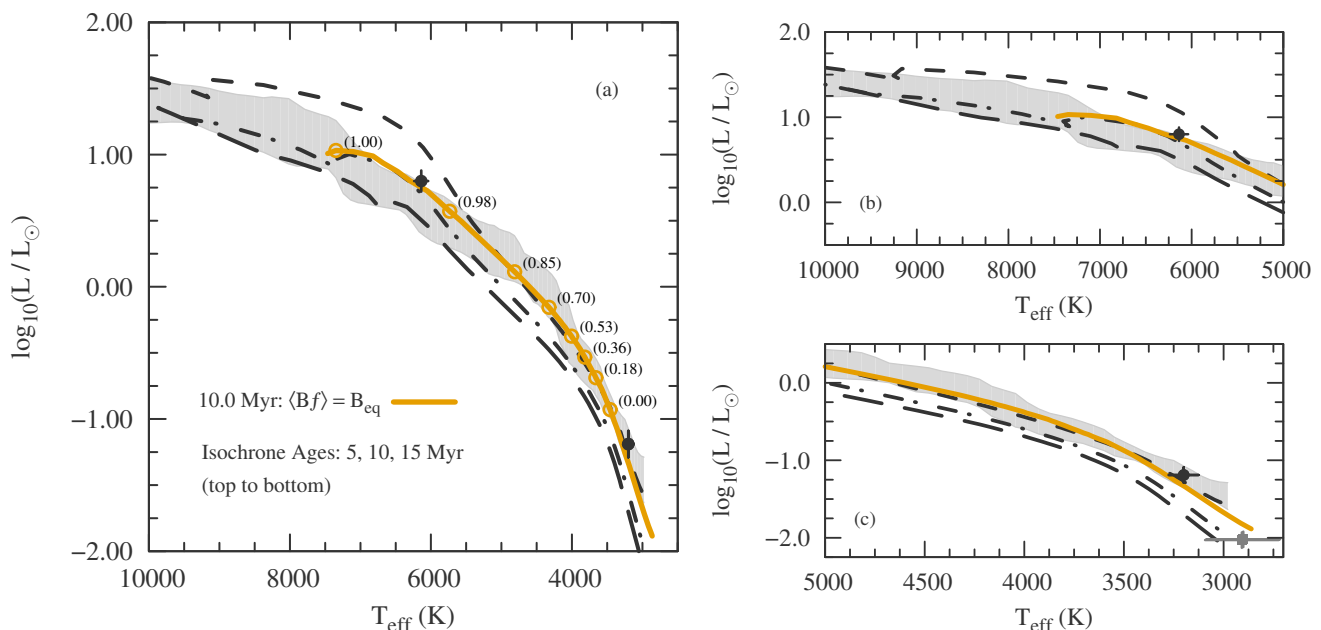 2.00
1.00
0.00
−1.00
−2.00
log10(L / L⊙)
(a)
(1.00)
(0.98)
(0.85)
(0.70)
(0.53)
(0.36)
(0.18)
(0.00)
10.0 Myr: ⟨Bf⟩ = Beq
Isochrone Ages: 5, 10, 15 Myr
(top to bottom)
10000 8000 6000 4000
Teff (K)
2.0
1.0
0.0
log10(L / L⊙)
(b)
10000 9000 8000 7000 6000 5000
Teff (K)
0.0
−1.0
−2.0
log10(L / L⊙)
(c)
5000 4500 4000 3500 3000
Teff (K)